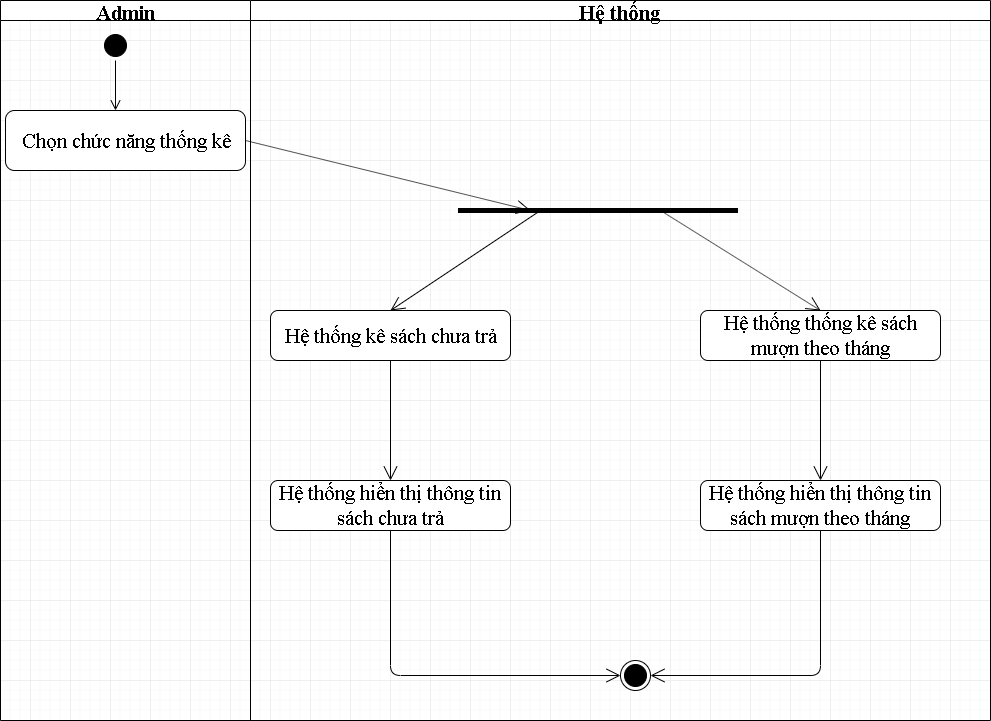 Admin
Hệ thống
Chọn chức năng thống kê
Hệ thống kê sách chưa trả
Hệ thống thống kê sách
mượn theo tháng
Hệ thống hiển thị thông tin
sách chưa trả
Hệ thống hiển thị thông tin
sách mượn theo tháng